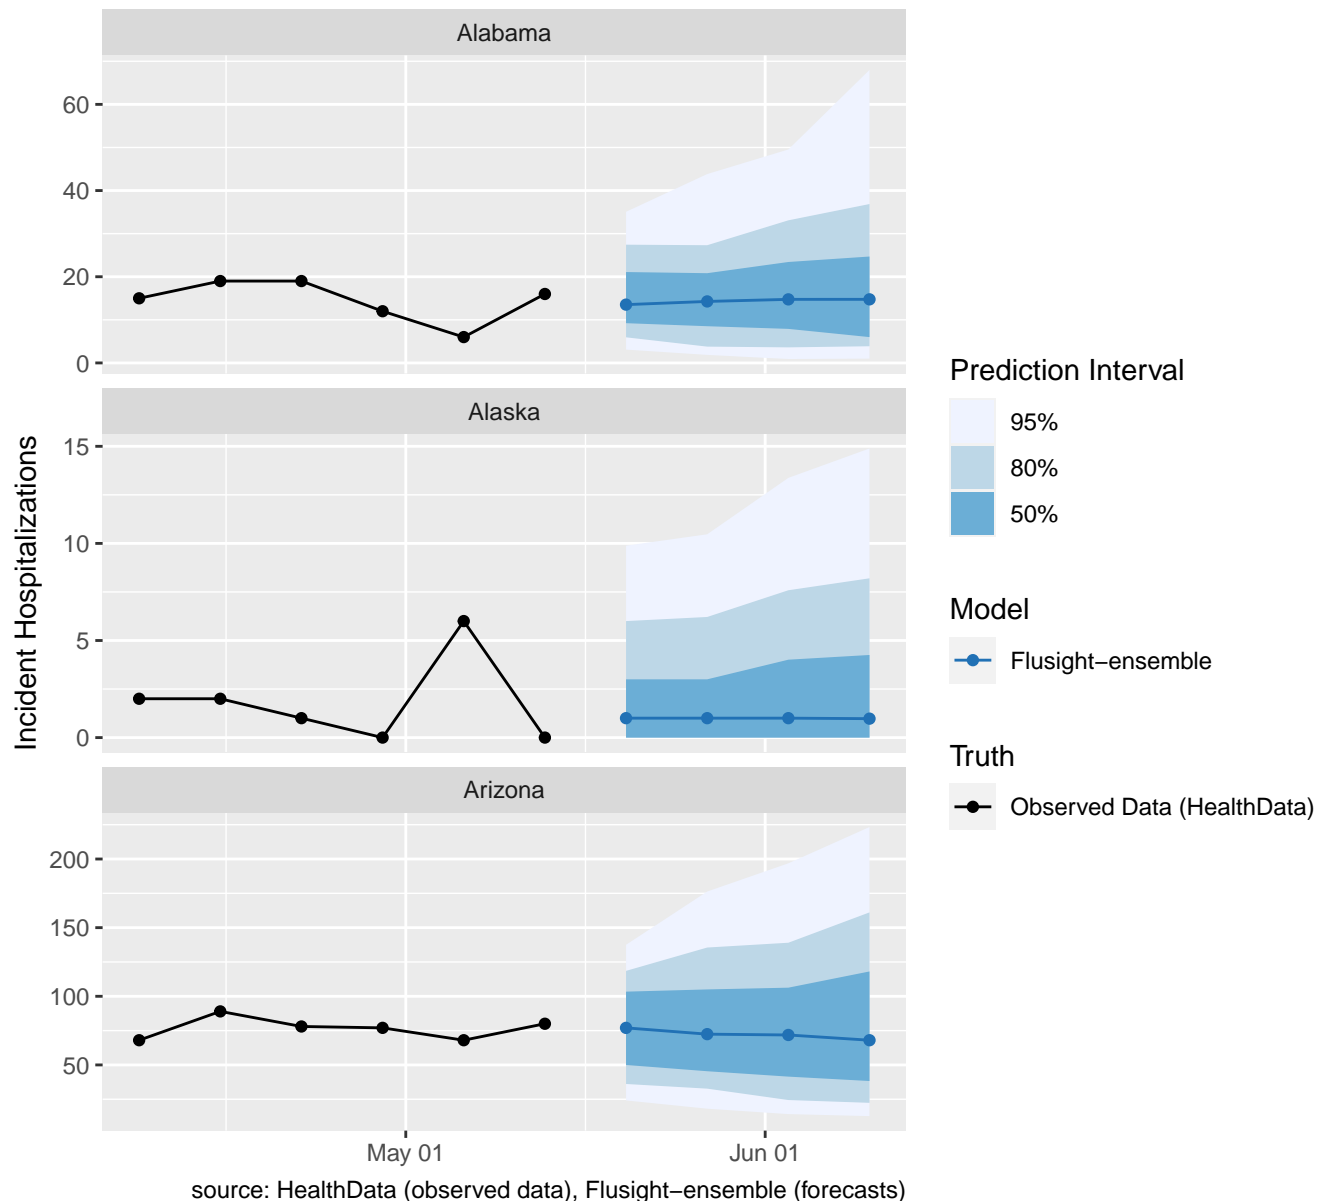 Alabama
60
40
20
0
Alaska
15
10
5
0
Arizona
200
150
100
50
May 01
Jun 01
Incident Hospitalizations
source: HealthData (observed data), Flusight−ensemble (forecasts)
Prediction Interval
95%
80%
50%
Model
Flusight−ensemble
Truth
Observed Data (HealthData)